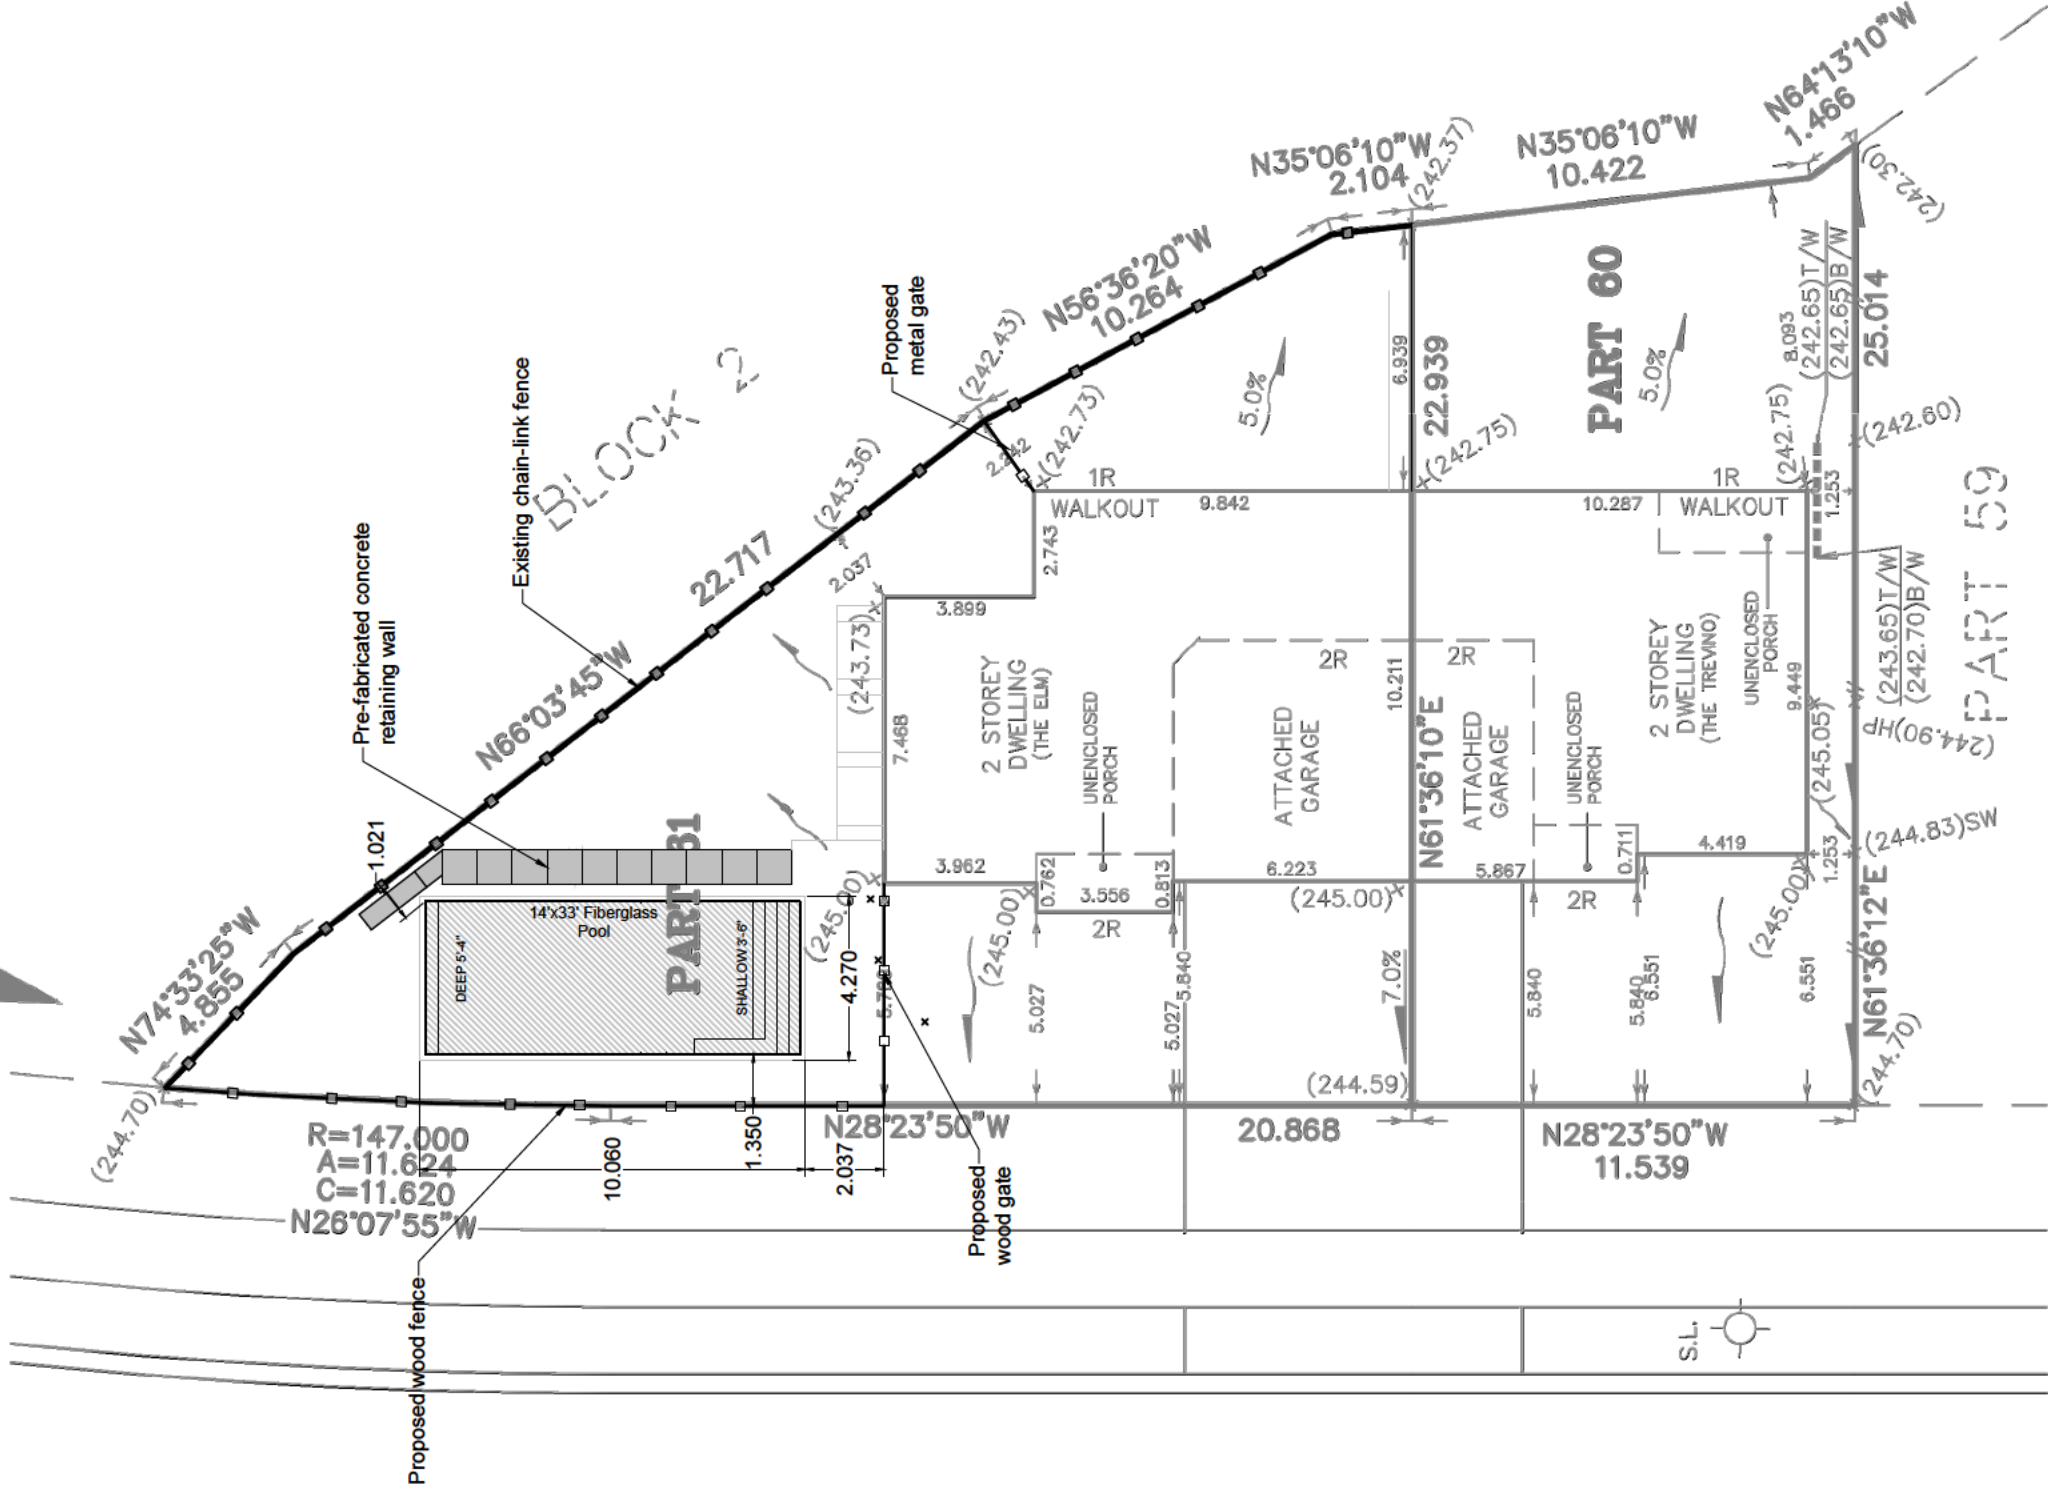 N64°13'10"W
1.466
N35°06'10"W
10.422
N35°06'10"W
2.104
(242.37)
(242.30)
N56°36'20"W
10.264
Proposed
metal gate
(242.43)
(242.73)
2.242
BLOCK 2
Existing chain-link fence
(243.36)
22.717
N66°03'45"W
2.037
Pre-fabricated concrete
retaining wall
1.021
N74°33'25"W
4.855
(244.70)
PART 60
5.0%
5.0%
6.939
22.939
(242.75)
8.093
(242.65)T/W
(242.65)B/W
25.014
(242.75)
(242.60)
1R
WALKOUT
9.842
10.287
1R
WALKOUT
1.253
2.743
3.899
(243.73)
7.468
2 STOREY
DWELLING
(THE ELM)
UNENCLOSED
PORCH
2R
2R
10.211
ATTACHED
GARAGE
N61°36'10"E
ATTACHED
GARAGE
UNENCLOSED
PORCH
2 STOREY
DWELLING
(THE TREVINO)
UNENCLOSED
PORCH
9.449
(243.65)T/W
(242.70)B/W
(244.90)HP
PART 59
(245.05)
(244.83)SW
1.253
4.419
0.711
5.867
2R
6.223
(245.00)
3.962
0.762
3.556
0.813
2R
(245.00)
(245.00)
(245.00)
14'x33' Fiberglass
Pool
DEEP 5'-4"
SHALLOW 3'-6"
4.270
5.027
5.027
5.840
7.0%
5.840
5.840
6.551
6.551
N61°36'12"E
(244.70)
(244.59)
N28°23'50"W
20.868
N28°23'50"W
11.539
R=147.000
A=11.624
C=11.620
N26°07'55"W
10.060
1.350
2.037
Proposed
wood gate
Proposed wood fence
S.L.